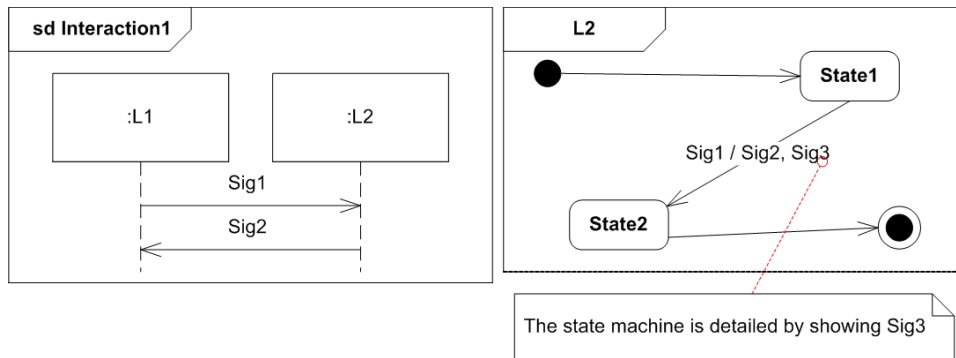 sd Interaction1
:L1
:L2
Sig1
Sig2
L2
State1
Sig1 / Sig2, Sig3
State2
The state machine is detailed by showing Sig3